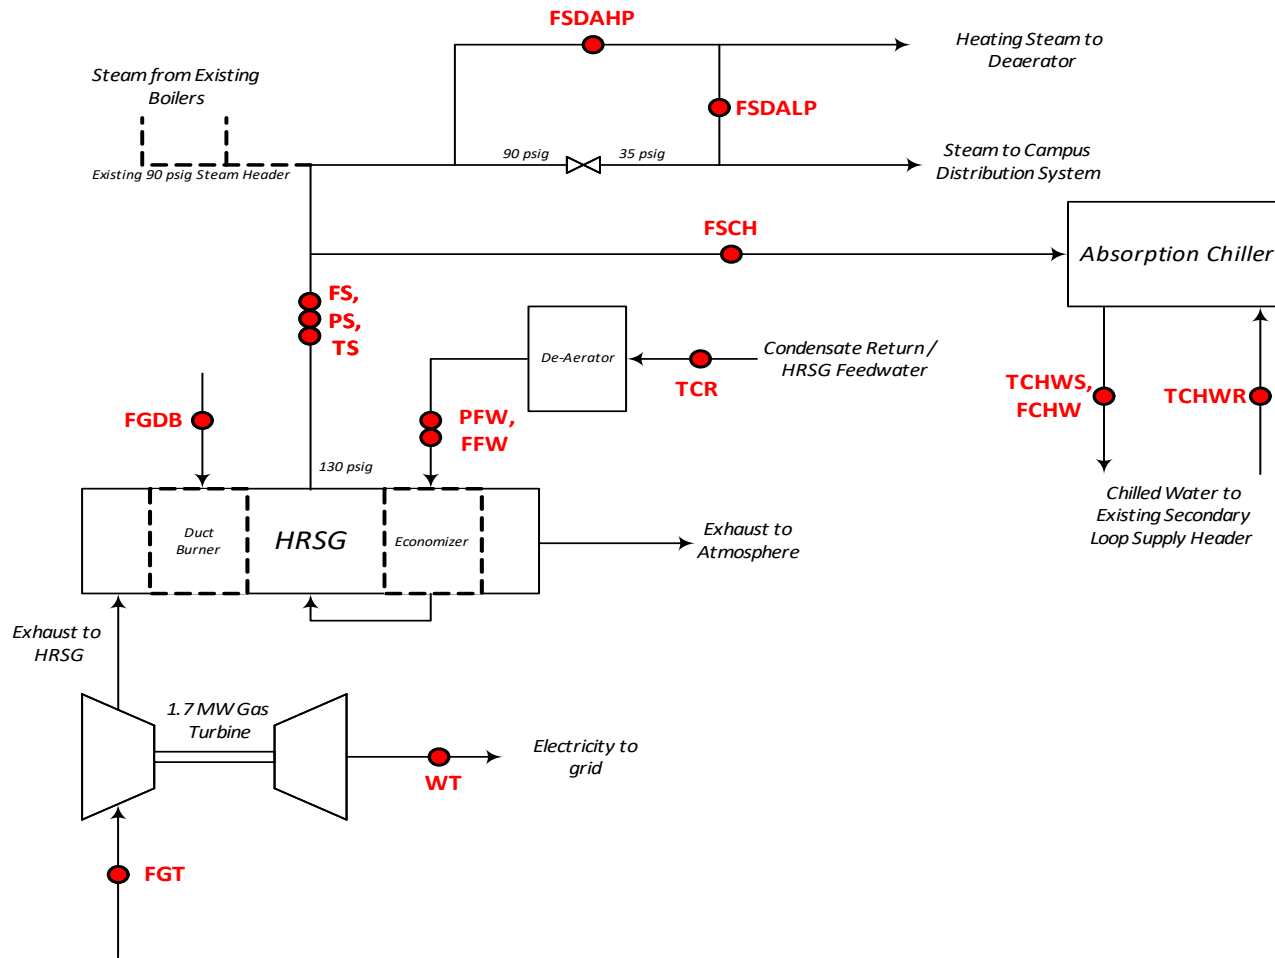 FSDAHP
Heating Steam to
Deaerator
Steam from Existing
Boilers
FSDALP
90 psig
35 psig
Existing 90 psig Steam Header
Steam to Campus
Distribution System
FSCH
Absorption Chiller
FS,
PS,
TS
De-Aerator
Condensate Return /
HRSG Feedwater
TCR
TCHWS,
FCHW
TCHWR
FGDB
PFW,
FFW
130 psig
Duct
Burner
HRSG
Economizer
Exhaust to
Atmosphere
Chilled Water to
Existing Secondary
Loop Supply Header
Exhaust to
HRSG
1.7 MW Gas
Turbine
Electricity to
grid
WT
FGT